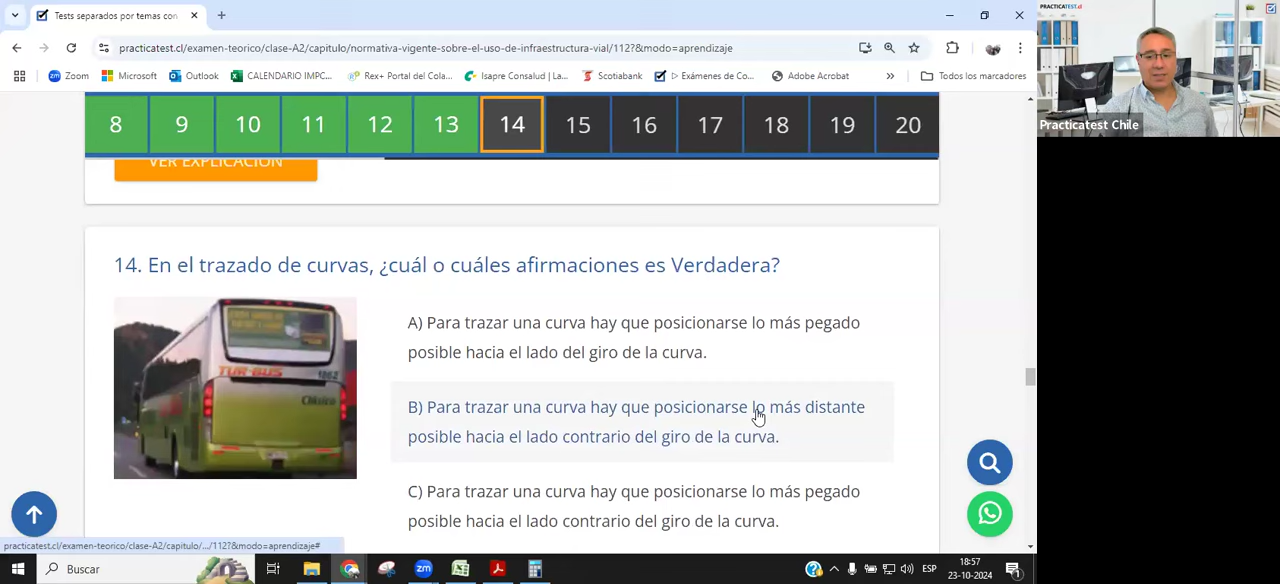 Tests separados por temas con
practicatest.cl/examen-teorico/clase-A2/capitulo/normativa-vigente-sobre-el-uso-de-infraestructura-vial/112?&modo=aprendizaje
Zoom
Microsoft
Outlook
CALENDARIO IMPC...
Rex+ Portal del Cola...
Isapre Consalud | La...
Scotiabank
▷ Exámenes de Co...
Adobe Acrobat
»
Todos los marcadores
PRACTICATEST.cl
Practicatest Chile
8 9 10 11 12 13 14 15 16 17 18 19 20
VER EXPLICACIÓN
14. En el trazado de curvas, ¿cuál o cuáles afirmaciones es Verdadera?
TUR-BUS
1862
Clásico
A) Para trazar una curva hay que posicionarse lo más pegado
posible hacia el lado del giro de la curva.
B) Para trazar una curva hay que posicionarse lo más distante
posible hacia el lado contrario del giro de la curva.
C) Para trazar una curva hay que posicionarse lo más pegado
posible hacia el lado contrario del giro de la curva.
practicatest.cl/examen-teorico/clase-A2/capitulo/.../112?&modo=aprendizaje#
Buscar
ESP
18:57
23-10-2024
1